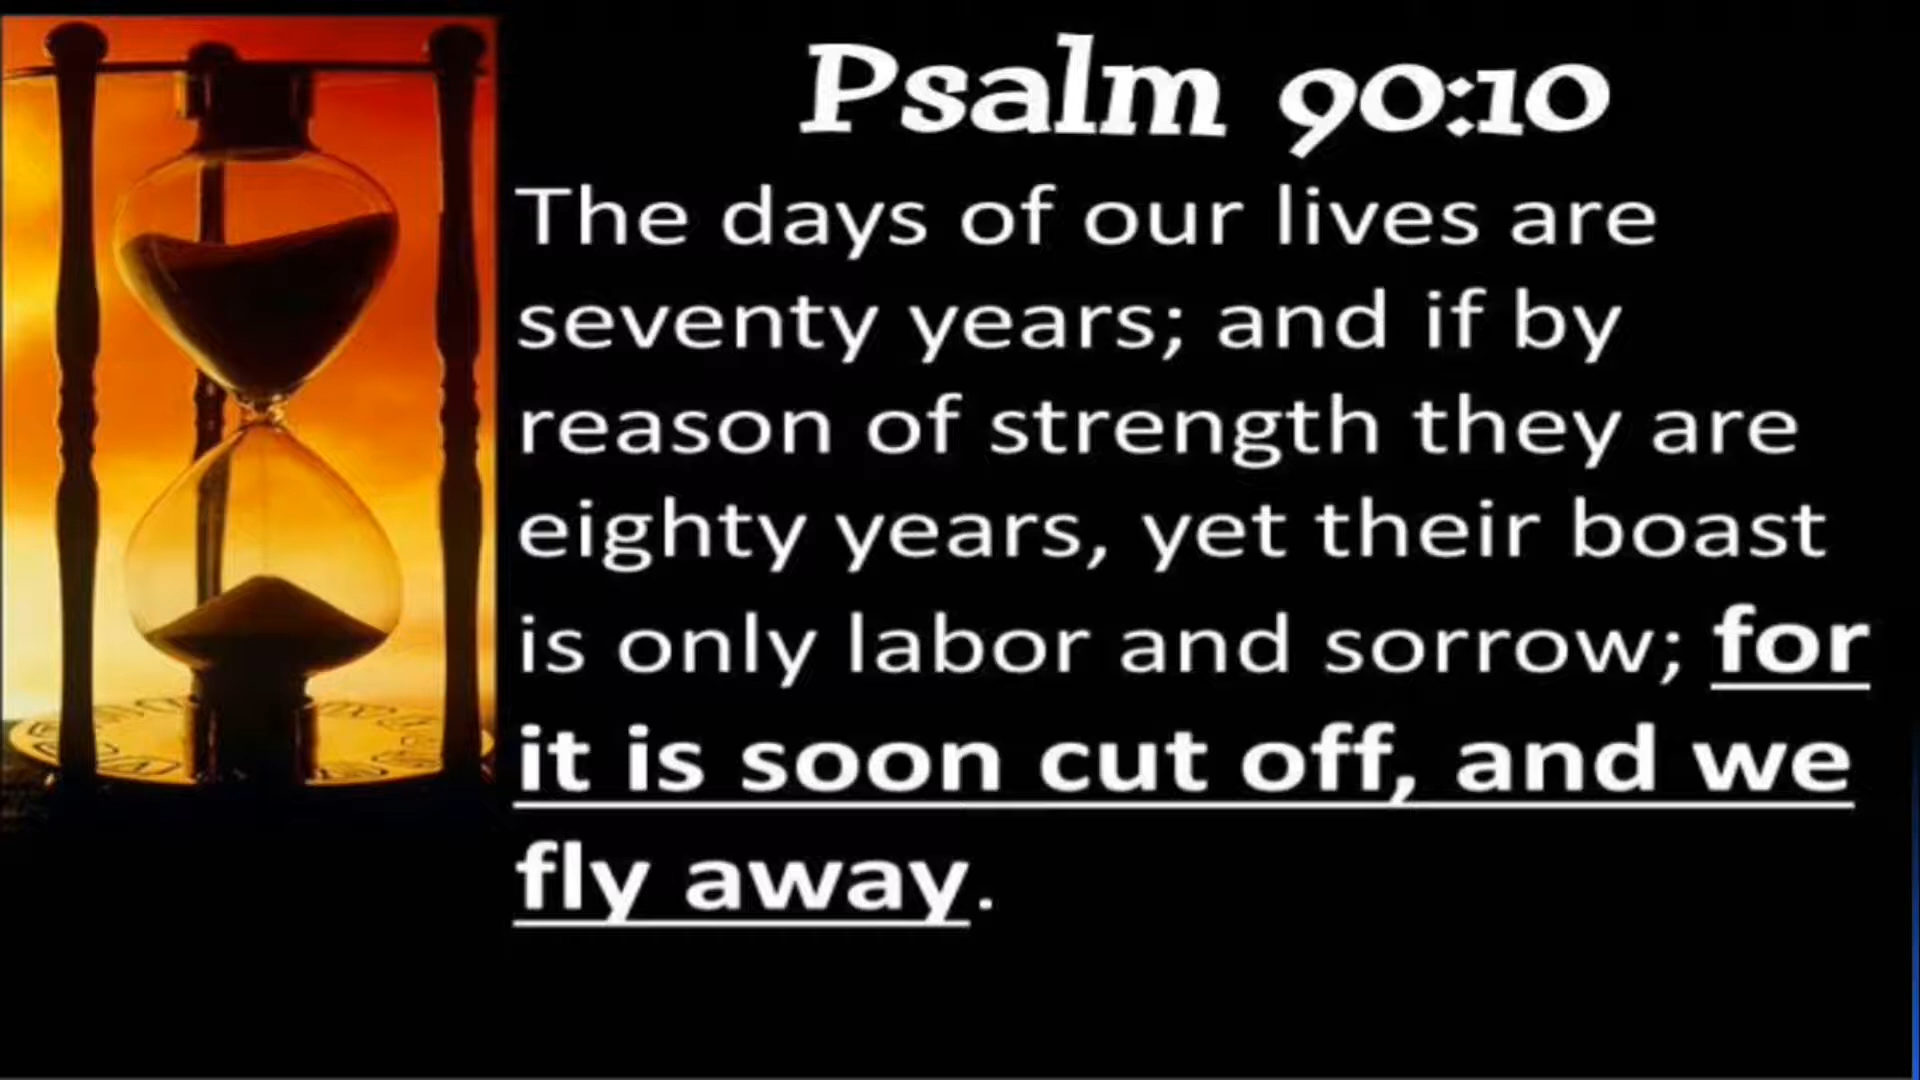 Psalm 90:10
The days of our lives are
seventy years; and if by
reason of strength they are
eighty years, yet their boast
is only labor and sorrow; for
it is soon cut off, and we
fly away.